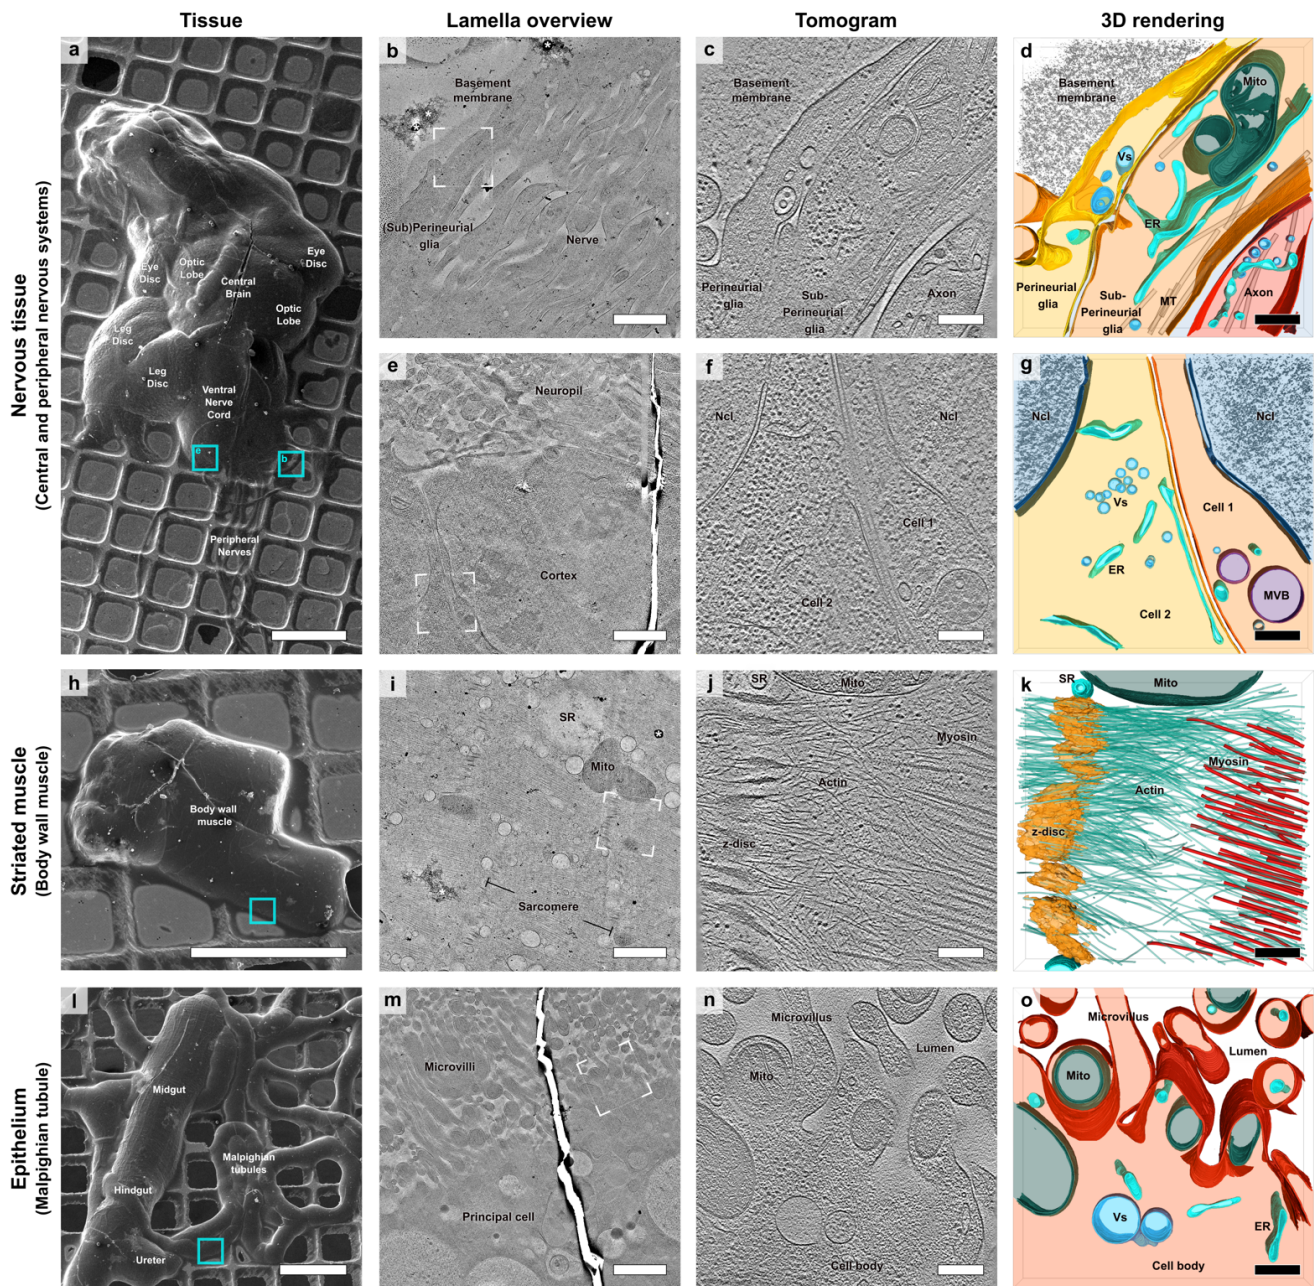 Tissue
Lamella overview
Tomogram
3D rendering
Nervous tissue
(Central and peripheral nervous systems)
a
Eye
Disc
Optic
Lobe
Central
Brain
Eye
Disc
Optic
Lobe
Leg
Disc
Leg
Disc
Ventral
Nerve
Cord
e
b
Peripheral
Nerves
b
Basement
membrane
(Sub)Perineurial
glia
Nerve
*
*
*
c
Basement
membrane
Perineurial
glia
Sub-
Perineurial
glia
Axon
d
Basement
membrane
Mito
Vs
ER
Perineurial
glia
Sub-
Perineurial
glia
MT
Axon
e
Neuropil
Cortex
f
Ncl
Ncl
Cell 1
Cell 2
g
Ncl
Ncl
Vs
Cell 1
ER
MVB
Cell 2
Striated muscle
(Body wall muscle)
h
Body wall
muscle
i
SR
*
Mito
Sarcomere
j
SR
Mito
Myosin
Actin
z-disc
k
SR
Mito
Myosin
Actin
z-disc
Epithelium
(Malpighian tubule)
l
Midgut
Malpighian
tubules
Hindgut
Ureter
m
Microvilli
Principal cell
n
Microvillus
Lumen
Mito
Cell body
o
Microvillus
Lumen
Mito
Vs
ER
Cell body